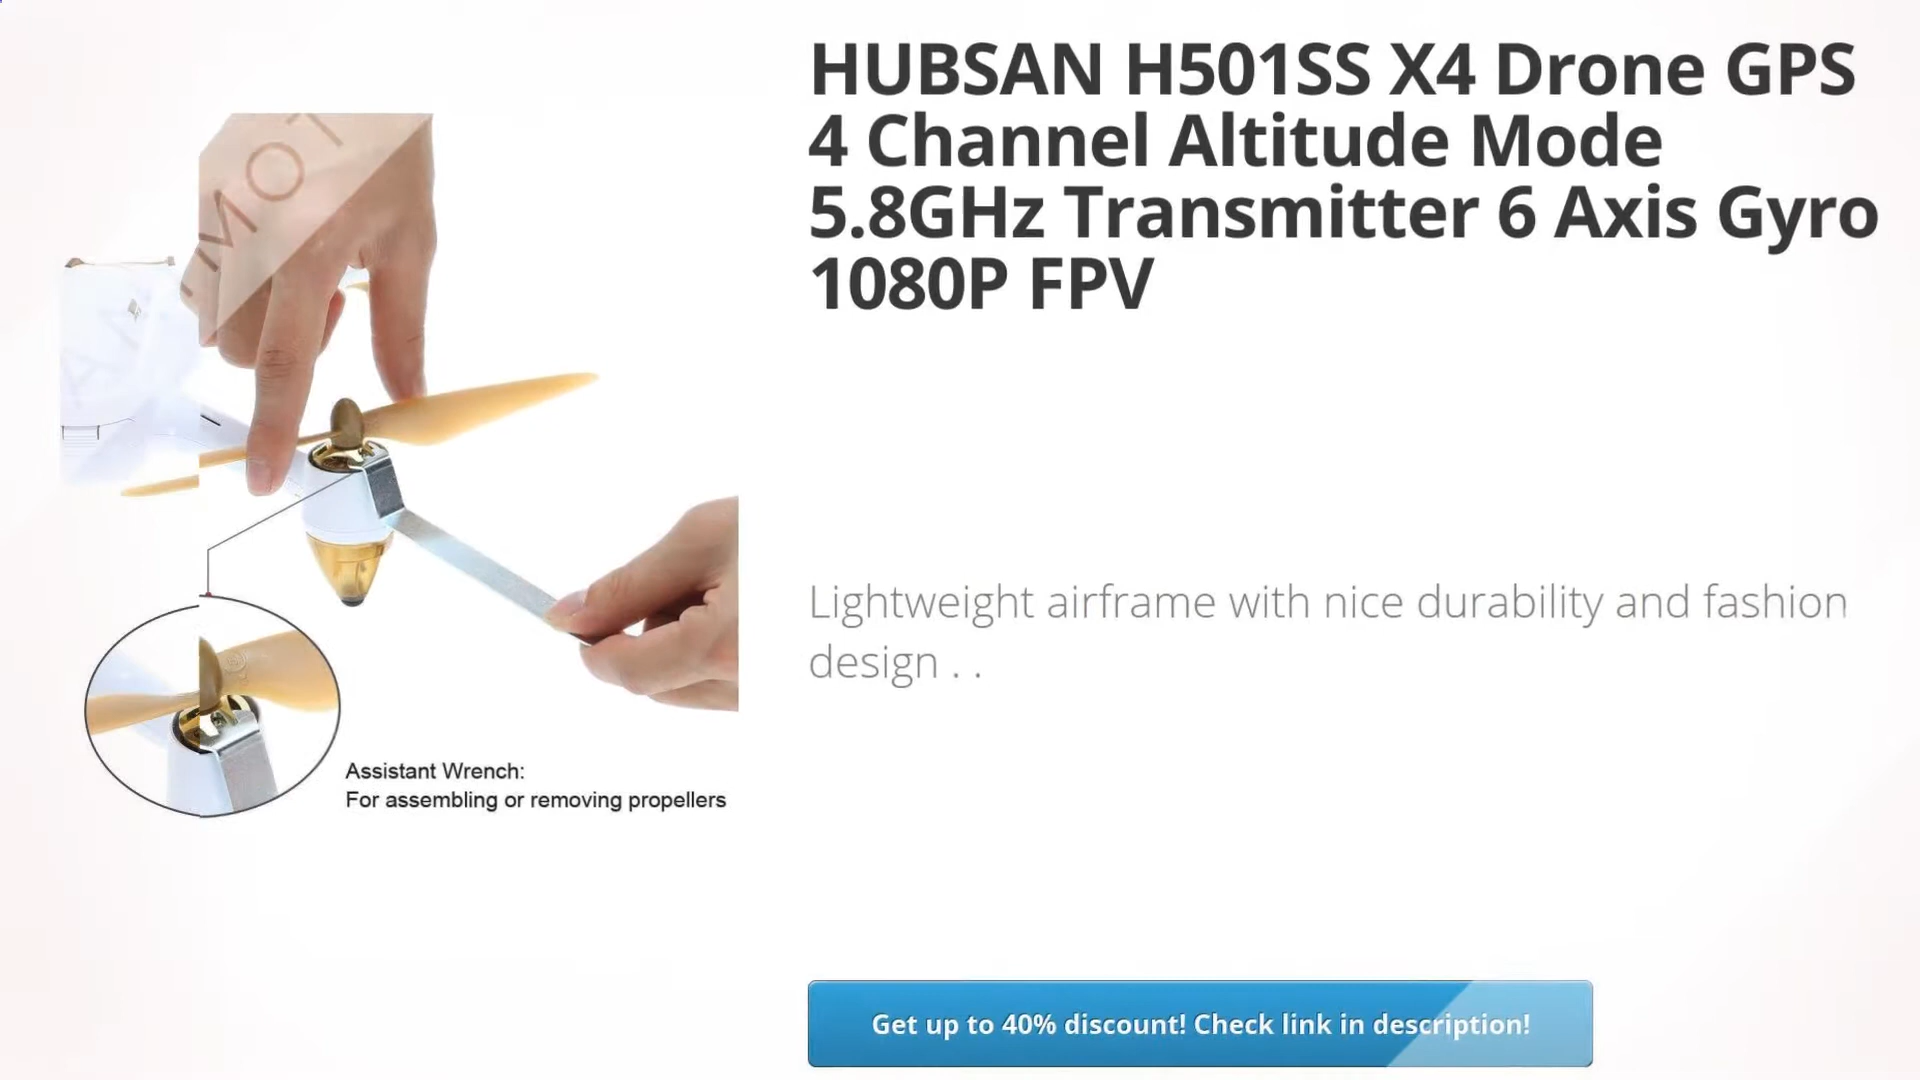 HUBSAN H501SS X4 Drone GPS
4 Channel Altitude Mode
5.8GHz Transmitter 6 Axis Gyro
1080P FPV
Lightweight airframe with nice durability and fashion
design . .
Assistant Wrench:
For assembling or removing propellers
Get up to 40% discount! Check link in description!